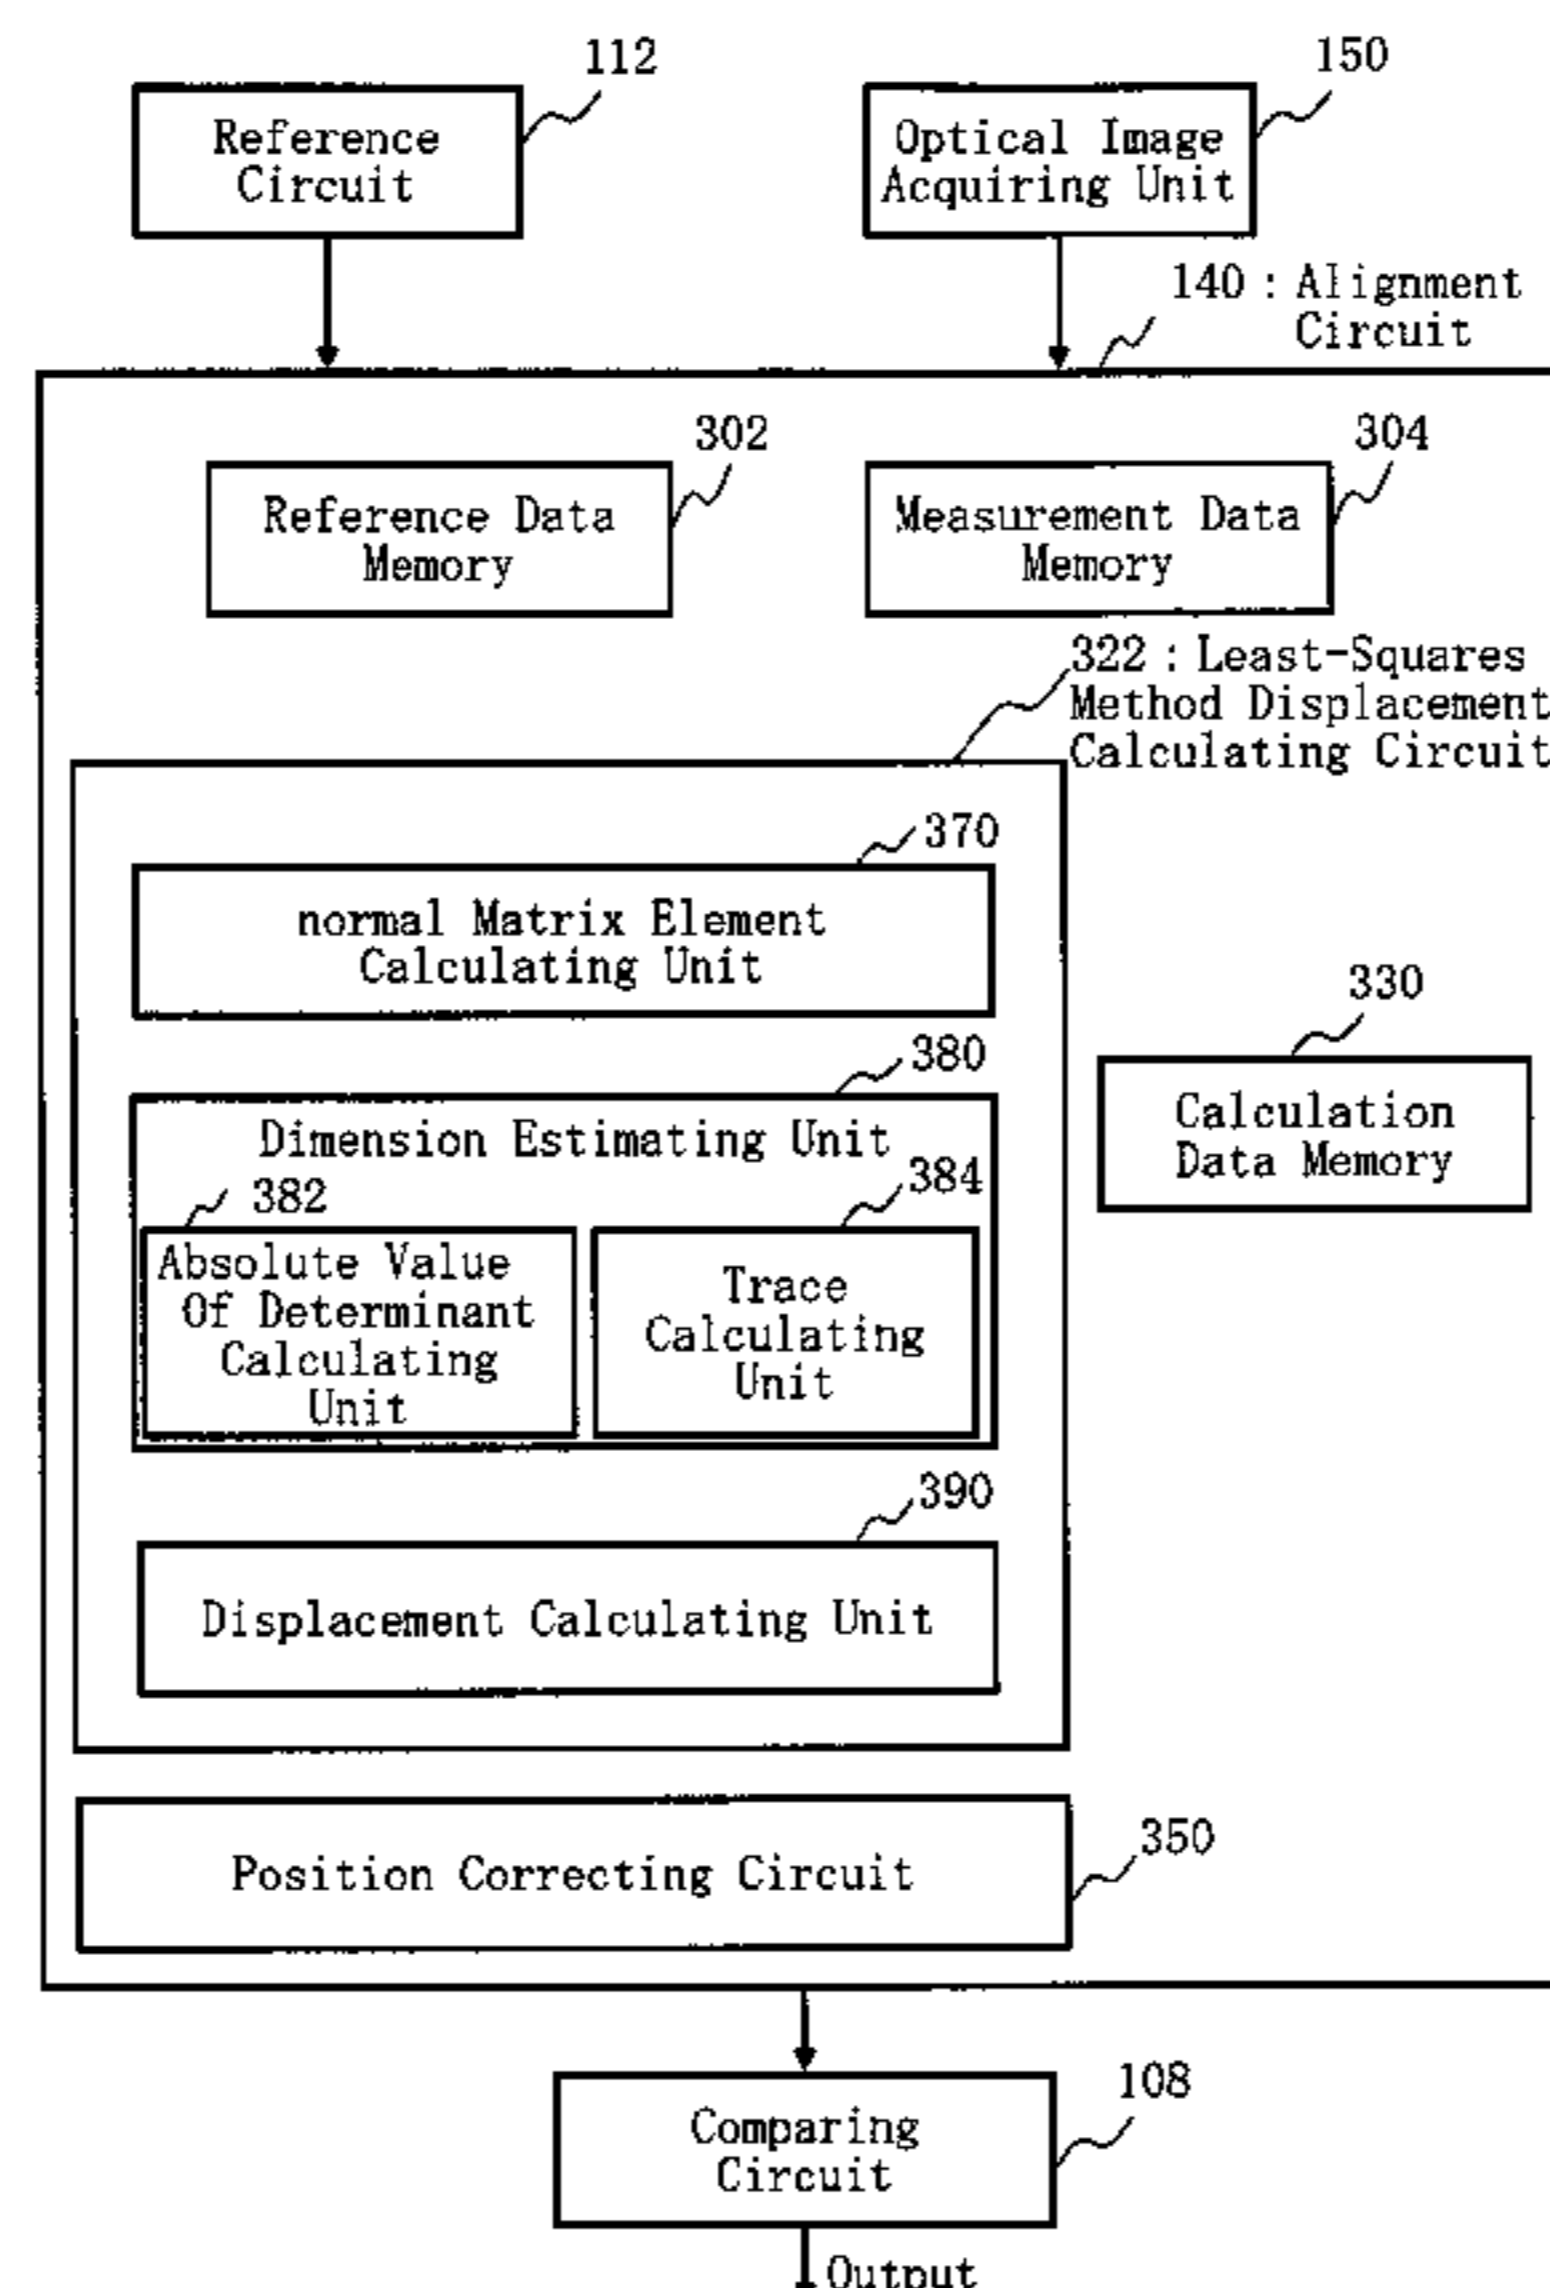 112
Reference
Circuit
150
Optical Image
Acquiring Unit
140 : Alignment
Circuit
302
Reference Data
Memory
304
Measurement Data
Memory
322 : Least-Squares
Method Displacement
Calculating Circuit
370
normal Matrix Element
Calculating Unit
330
Calculation
Data Memory
380
Dimension Estimating Unit
382
Absolute Value
Of Determinant
Calculating
Unit
384
Trace
Calculating
Unit
390
Displacement Calculating Unit
350
Position Correcting Circuit
108
Comparing
Circuit
Output